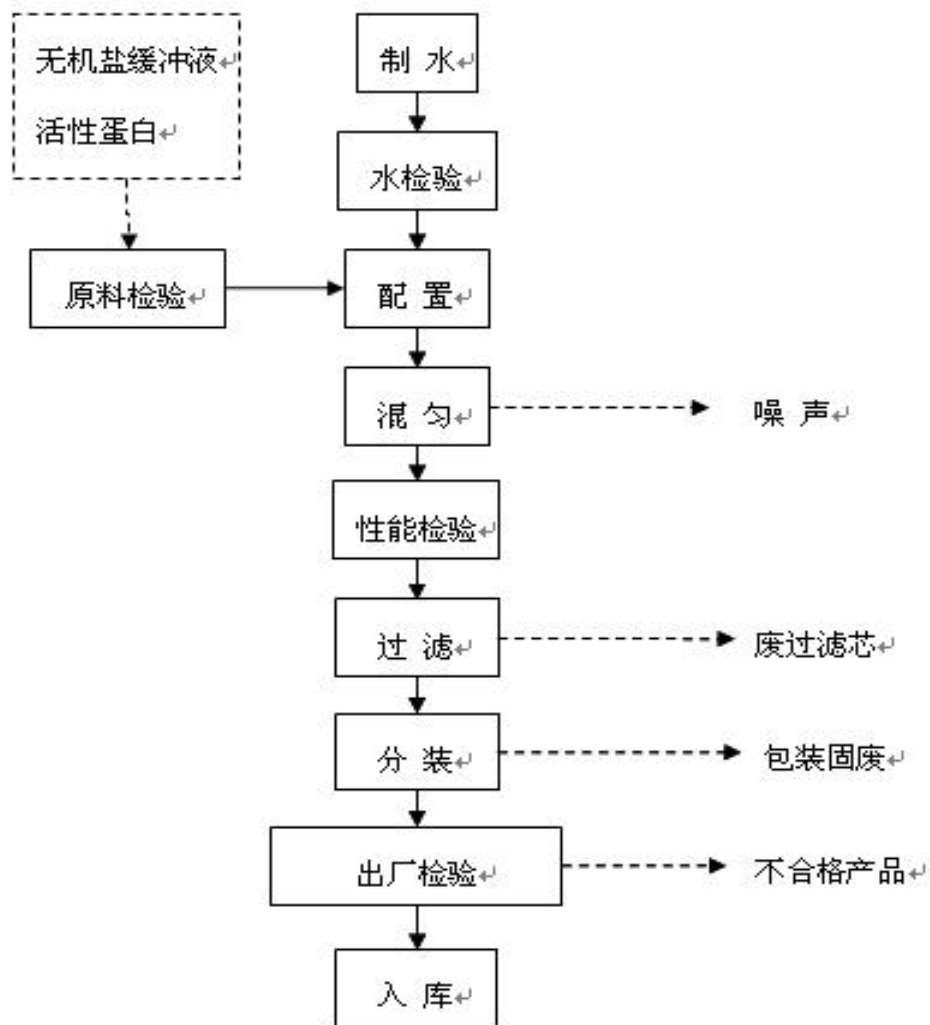 无机盐缓冲液
活性蛋白
制 水
水检验
原料检验
配 置
混 匀
噪 声
性能检验
过 滤
废过滤芯
分 装
包装固废
出厂检验
不合格产品
入 库